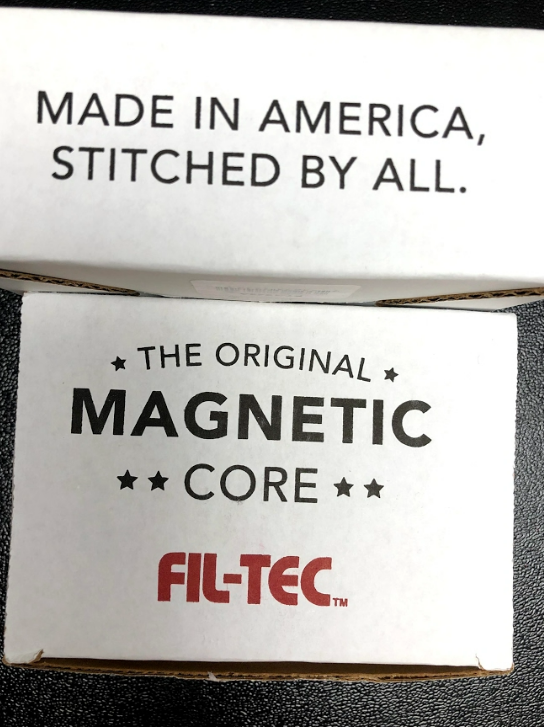 MADE IN AMERICA,
STITCHED BY ALL.
★ THE ORIGINAL ★
MAGNETIC
★★ CORE ★★
FIL-TEC™